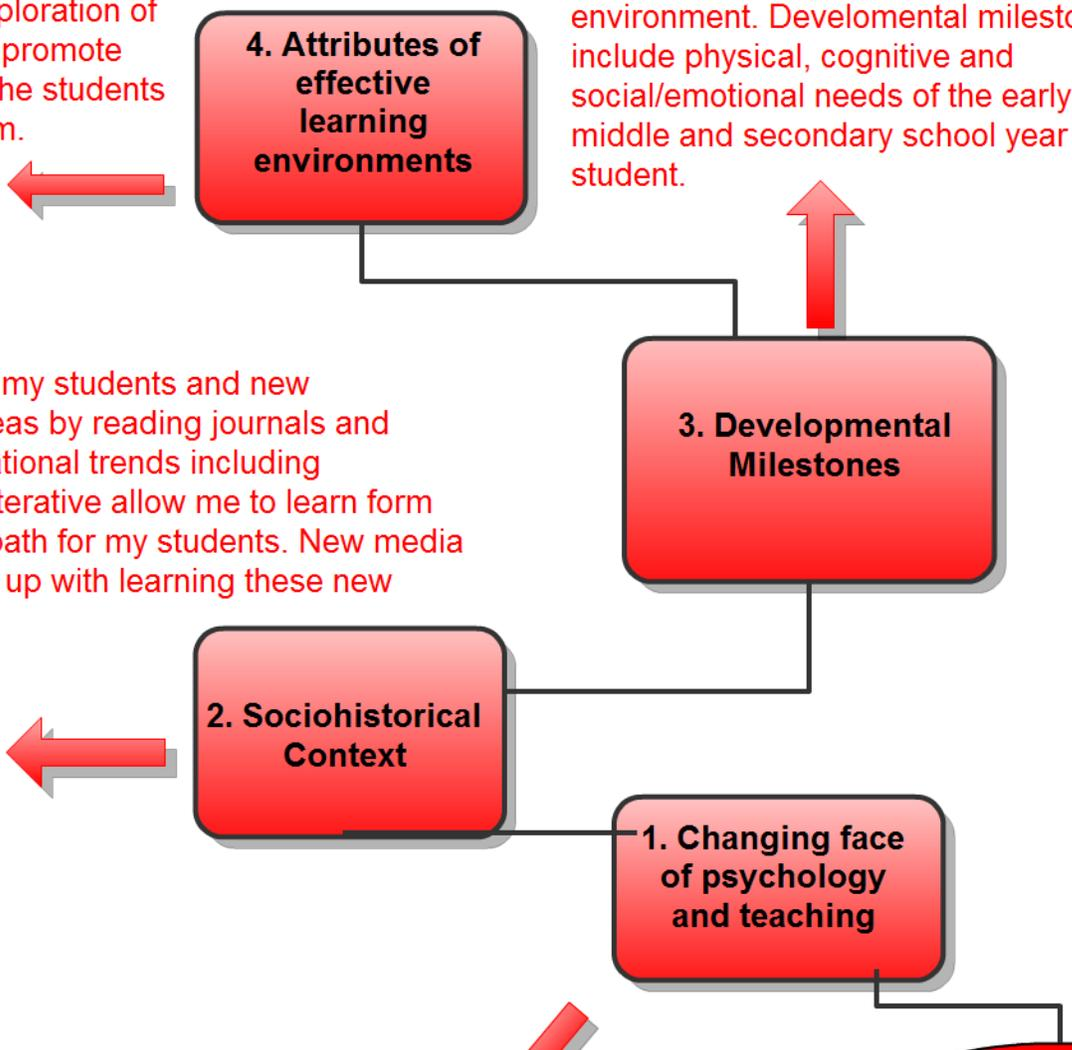 ploration of
promote
he students
m.
4. Attributes of
effective
learning
environments
environment. Develomental milesto
include physical, cognitive and
social/emotional needs of the early
middle and secondary school year
student.
my students and new
eas by reading journals and
ational trends including
terative allow me to learn form
path for my students. New media
up with learning these new
3. Developmental
Milestones
2. Sociohistorical
Context
1. Changing face
of psychology
and teaching